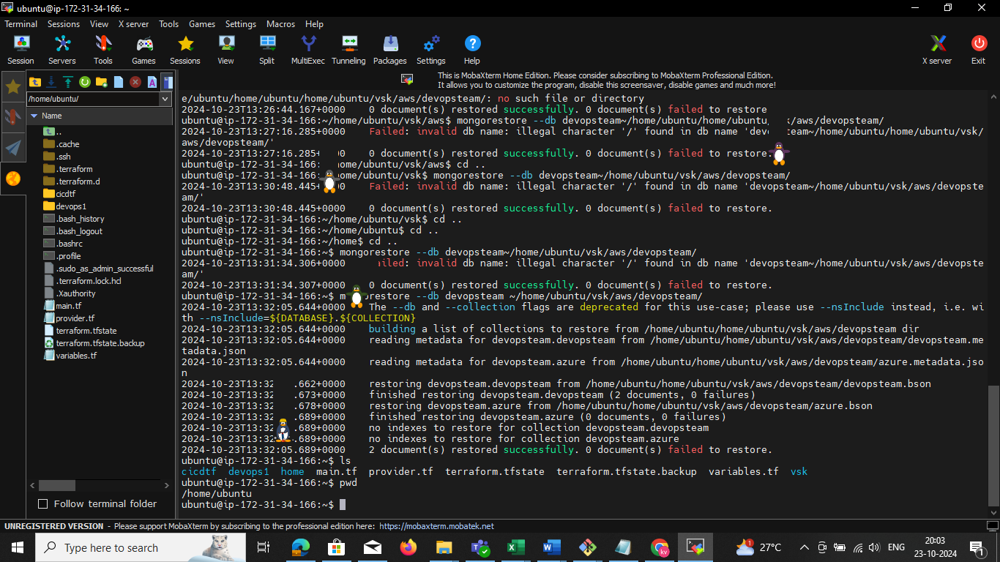 ubuntu@ip-172-31-34-166: ~
Terminal Sessions View X server Tools Games Settings Macros Help
Session Servers Tools Games Sessions View Split MultiExec Tunneling Packages Settings Help X server Exit
This is MobaXterm Home Edition. Please consider subscribing to MobaXterm Professional Edition.
It allows you to customize the program, disable this screensaver, disable games and much more!
/home/ubuntu/
Name
..
.cache
.ssh
.terraform
.terraform.d
cicdtf
devops1
.bash_history
.bash_logout
.bashrc
.profile
.sudo_as_admin_successful
.terraform.lock.hcl
.Xauthority
main.tf
provider.tf
terraform.tfstate
terraform.tfstate.backup
variables.tf
Follow terminal folder
e/ubuntu/home/ubuntu/home/ubuntu/vsk/aws/devopsteam/: no such file or directory
2024-10-23T13:26:44.167+0000 0 document(s) restored successfully. 0 document(s) failed to restore
ubuntu@ip-172-31-34-166:~/home/ubuntu/vsk/aws$ mongorestore --db devopsteam~/home/ubuntu/home/ubuntu/ k/aws/devopsteam/
2024-10-23T13:27:16.285+0000 Failed: invalid db name: illegal character '/' found in db name 'dev steam~/home/ubuntu/home/ubuntu/vsk/
aws/devopsteam/'
2024-10-23T13:27:16.285+ 0 document(s) restored successfully. 0 document(s) failed to restore.
ubuntu@ip-172-31-34-166: home/ubuntu/vsk/aws$ cd ..
ubuntu@ip-172-31-34-166: home/ubuntu/vsk$ mongorestore --db devopsteam~/home/ubuntu/vsk/aws/devopsteam/
2024-10-23T13:30:48.445+ 00 Failed: invalid db name: illegal character '/' found in db name 'devopsteam~/home/ubuntu/vsk/aws/devopste
am/'
2024-10-23T13:30:48.445+0000 0 document(s) restored successfully. 0 document(s) failed to restore.
ubuntu@ip-172-31-34-166:~/home/ubuntu/vsk$ cd ..
ubuntu@ip-172-31-34-166:~/home/ubuntu$ cd ..
ubuntu@ip-172-31-34-166:~/home$ cd ..
ubuntu@ip-172-31-34-166:~$ mongorestore --db devopsteam~/home/ubuntu/vsk/aws/devopsteam/
2024-10-23T13:31:34.306+0000 ailed: invalid db name: illegal character '/' found in db name 'devopsteam~/home/ubuntu/vsk/aws/devopste
am/'
2024-10-23T13:31:34.307+0000 0 document(s) restored successfully. 0 document(s) failed to restore.
ubuntu@ip-172-31-34-166:~$ m restore --db devopsteam ~/home/ubuntu/vsk/aws/devopsteam/
2024-10-23T13:32:05.644+0000 The --db and --collection flags are deprecated for this use-case; please use --nsInclude instead, i.e. wi
th --nsInclude=${DATABASE}.${COLLECTION}
2024-10-23T13:32:05.644+0000 building a list of collections to restore from /home/ubuntu/home/ubuntu/vsk/aws/devopsteam dir
2024-10-23T13:32:05.644+0000 reading metadata for devopsteam.devopsteam from /home/ubuntu/home/ubuntu/vsk/aws/devopsteam/devopsteam.me
tadata.json
2024-10-23T13:32:05.644+0000 reading metadata for devopsteam.azure from /home/ubuntu/home/ubuntu/vsk/aws/devopsteam/azure.metadata.jso
n
2024-10-23T13:32 .662+0000 restoring devopsteam.devopsteam from /home/ubuntu/home/ubuntu/vsk/aws/devopsteam/devopsteam.bson
2024-10-23T13:32 .673+0000 finished restoring devopsteam.devopsteam (2 documents, 0 failures)
2024-10-23T13:32 .678+0000 restoring devopsteam.azure from /home/ubuntu/home/ubuntu/vsk/aws/devopsteam/azure.bson
2024-10-23T13:32 .689+0000 finished restoring devopsteam.azure (0 documents, 0 failures)
2024-10-23T13:32 .689+0000 no indexes to restore for collection devopsteam.devopsteam
2024-10-23T13:32 .689+0000 no indexes to restore for collection devopsteam.azure
2024-10-23T13:32:05.689+0000 2 document(s) restored successfully. 0 document(s) failed to restore.
ubuntu@ip-172-31-34-166:~$ ls
cicdtf devops1 home main.tf provider.tf terraform.tfstate terraform.tfstate.backup variables.tf vsk
ubuntu@ip-172-31-34-166:~$ pwd
/home/ubuntu
ubuntu@ip-172-31-34-166:~$
UNREGISTERED VERSION - Please support MobaXterm by subscribing to the professional edition here: https://mobaxterm.mobatek.net
Type here to search
1
27°C
ENG
20:03
23-10-2024
1